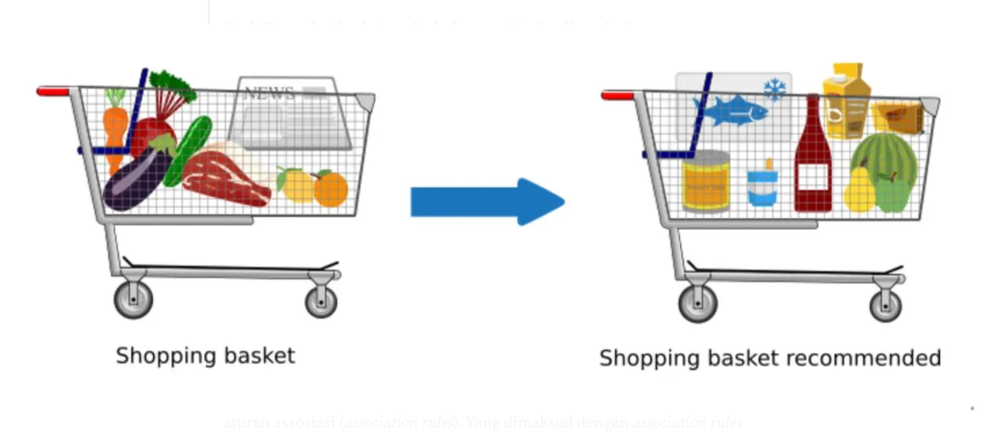 NEWS
Shopping basket
Shopping basket recommended
aturan assosiasi (association rules). Yang dimaksud dengan association rules